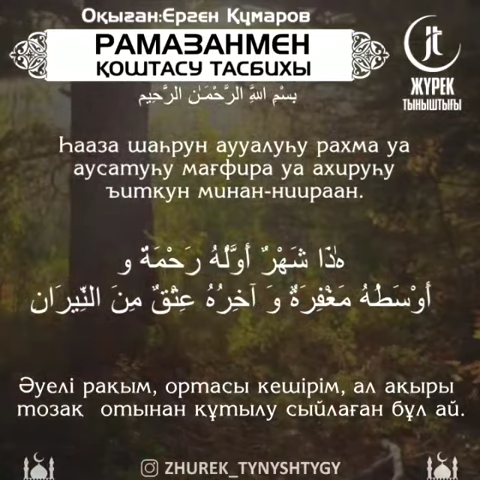 Оқыған:Ерген Құмаров
РАМАЗАНМЕН
ҚОШТАСУ ТАСБИХЫ
بِسْمِ اللهِ الرَّحْمَـٰنِ الرَّحِيمِ
ЖҮРЕК
ТЫНЫШТЫҒЫ
Һааза шаһрун аууалуһу рахма уа
аусатуһу мағфира уа ахируһу
ъиткун минан-ниираан.
هٰذَا شَهْرٌ أَوَّلُهُ رَحْمَةٌ و
أَوْسَطُهُ مَغْفِرَةٌ وَ آخِرُهُ عِتْقٌ مِنَ النِّيرَان
Әуелі рақым, ортасы кешірім, ал ақыры
тозақ отынан құтылу сыйлаған бұл ай.
ZHUREK_TYNYSHTYGY